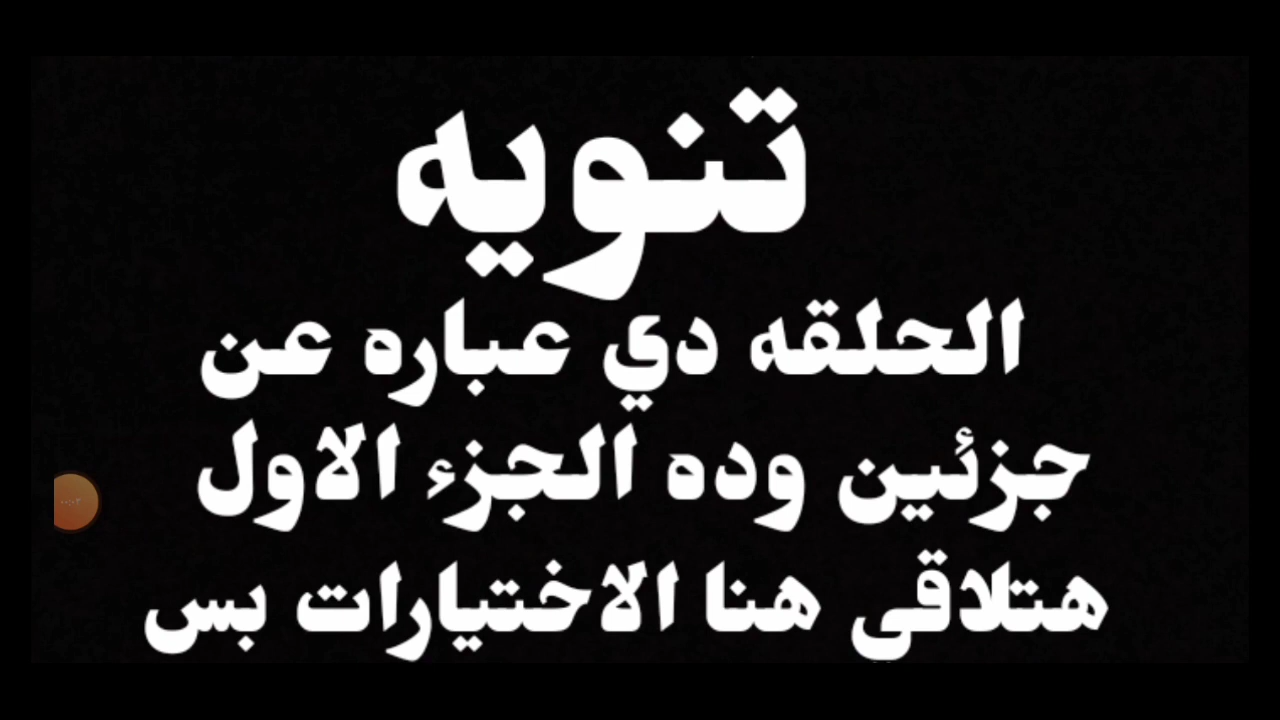 تنويه
الحلقه دي عباره عن
جزئين وده الجزء الاول
هتلاقى هنا الاختيارات بس